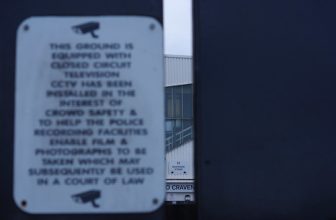 THIS GROUND IS
EQUIPPED WITH
CLOSED CIRCUIT
TELEVISION
CCTV HAS BEEN
INSTALLED IN THE
INTEREST OF
CROWD SAFETY &
TO HELP THE POLICE
RECORDING FACILITIES
ENABLE FILM &
PHOTOGRAPHS TO BE
TAKEN WHICH MAY
SUBSEQUENTLY BE USED
IN A COURT OF LAW
CRAVEN